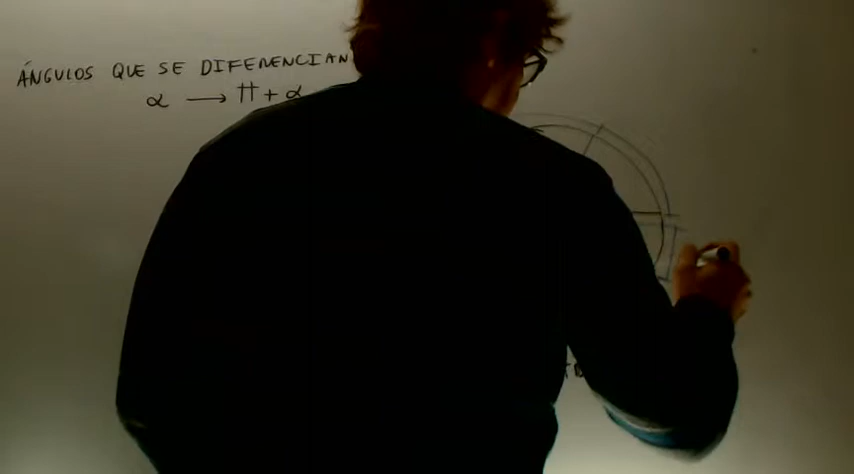 ÁNGULOS QUE SE DIFERENCIAN
α → π + α